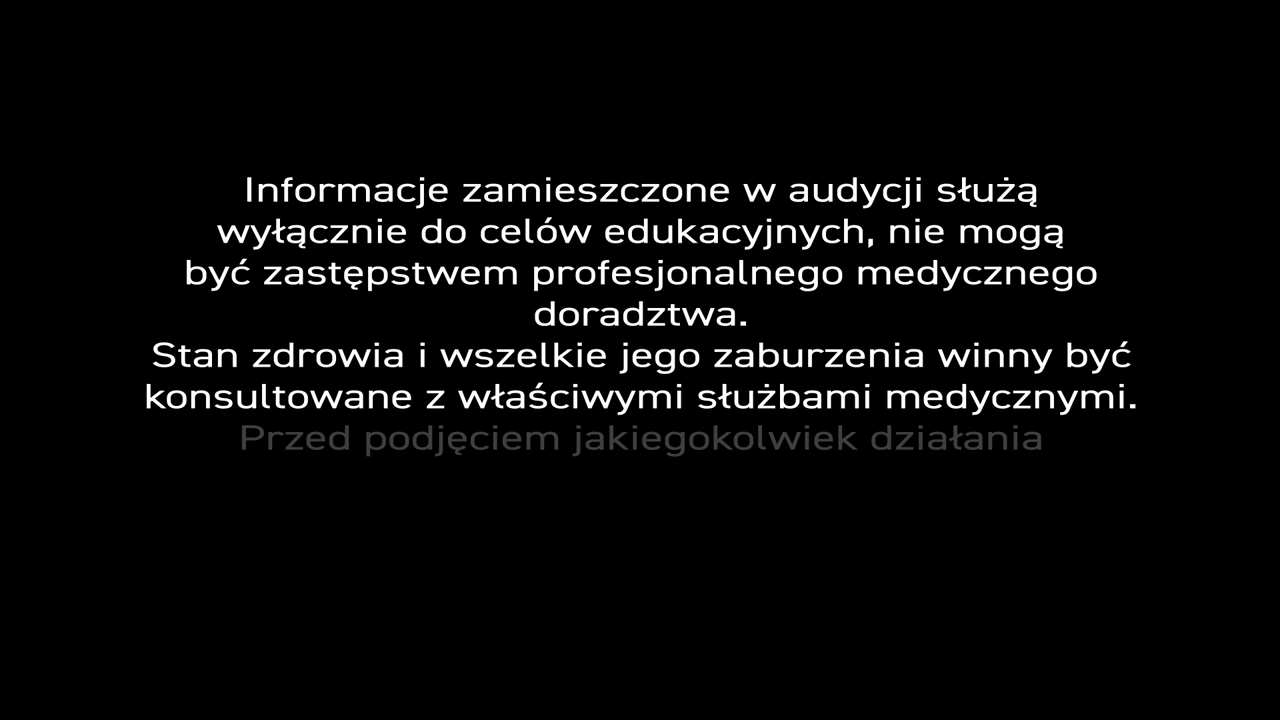 Informacje zamieszczone w audycji służą
wyłącznie do celów edukacyjnych, nie mogą
być zastępstwem profesjonalnego medycznego
doradztwa.
Stan zdrowia i wszelkie jego zaburzenia winny być
konsultowane z właściwymi służbami medycznymi.
Przed podjęciem jakiegokolwiek działania